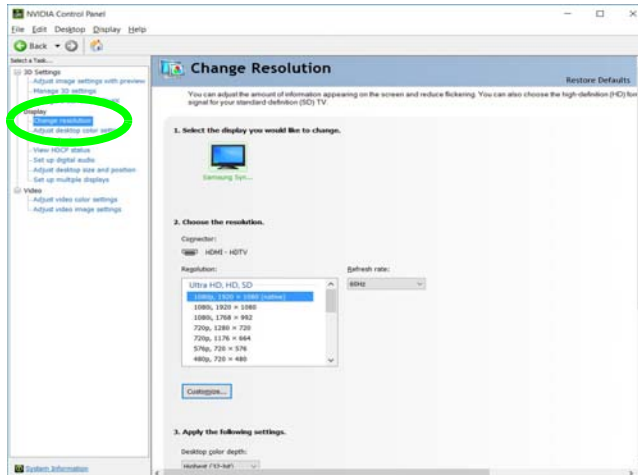 NVIDIA Control Panel
File Edit Desktop Display Help
Back
Select a Task...
3D Settings
Adjust image settings with preview
Manage 3D settings
Display
Change resolution
Adjust desktop color
View HDCP status
Set up digital audio
Adjust desktop size and position
Set up multiple displays
Video
Adjust video color settings
Adjust video image settings
System Information
Change Resolution
Restore Defaults
You can adjust the amount of information appearing on the screen and reduce flickering. You can also choose the high-definition (HD) for
signal for your standard-definition (SD) TV
1. Select the display you would like to change.
Samsung Syn...
2. Choose the resolution.
Connector:
HDMI - HDTV
Resolution:
Refresh rate:
Ultra HD, HD, SD
60Hz
1080p, 1920 × 1080 (native)
1080i, 1920 × 1080
1080i, 1768 × 992
720p, 1280 × 720
720p, 1176 × 664
576p, 720 × 576
480p, 720 × 480
Customize...
3. Apply the following settings.
Desktop color depth:
Highest (32-bit)